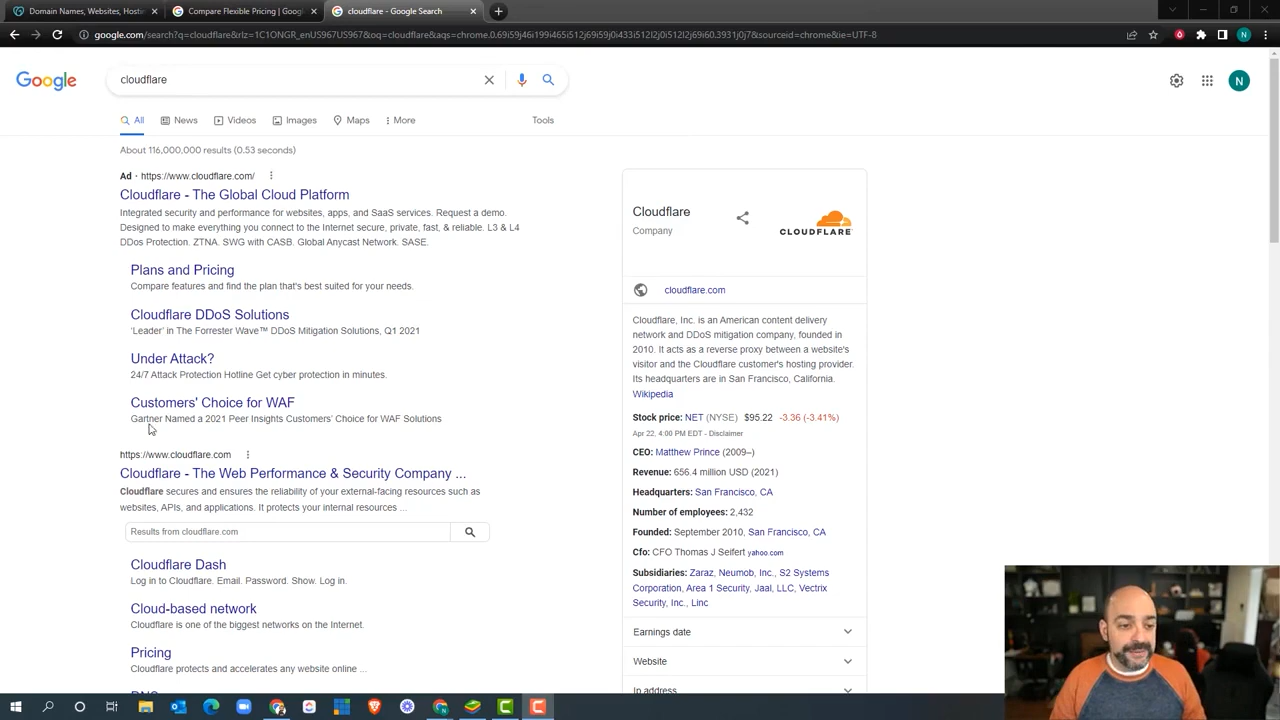 Domain Names, Websites, Hostin
Compare Flexible Pricing | Googl
cloudflare - Google Search
google.com/search?q=cloudflare&rlz=1C1ONGR_enUS967US967&oq=cloudflare&aqs=chrome.0.69i59j46i199i465i512j69i59j0i433i512l2j0i512l2j69i60.3931j0j7&sourceid=chrome&ie=UTF-8
N
Google
cloudflare
N
All
News
Videos
Images
Maps
More
Tools
About 116,000,000 results (0.53 seconds)
Ad · https://www.cloudflare.com/
Cloudflare - The Global Cloud Platform
Integrated security and performance for websites, apps, and SaaS services. Request a demo.
Designed to make everything you connect to the Internet secure, private, fast, & reliable. L3 & L4
DDos Protection. ZTNA. SWG with CASB. Global Anycast Network. SASE.
Plans and Pricing
Compare features and find the plan that's best suited for your needs.
Cloudflare DDoS Solutions
'Leader' in The Forrester Wave™ DDoS Mitigation Solutions, Q1 2021
Under Attack?
24/7 Attack Protection Hotline Get cyber protection in minutes.
Customers' Choice for WAF
Gartner Named a 2021 Peer Insights Customers' Choice for WAF Solutions
https://www.cloudflare.com
Cloudflare - The Web Performance & Security Company ...
Cloudflare secures and ensures the reliability of your external-facing resources such as
websites, APIs, and applications. It protects your internal resources ...
Results from cloudflare.com
Cloudflare Dash
Log in to Cloudflare. Email. Password. Show. Log in.
Cloud-based network
Cloudflare is one of the biggest networks on the Internet.
Pricing
Cloudflare protects and accelerates any website online ...
DNS
Cloudflare
Company
CLOUDFLARE
cloudflare.com
Cloudflare, Inc. is an American content delivery
network and DDoS mitigation company, founded in
2010. It acts as a reverse proxy between a website's
visitor and the Cloudflare customer's hosting provider.
Its headquarters are in San Francisco, California.
Wikipedia
Stock price: NET (NYSE) $95.22 -3.36 (-3.41%)
Apr 22, 4:00 PM EDT - Disclaimer
CEO: Matthew Prince (2009–)
Revenue: 656.4 million USD (2021)
Headquarters: San Francisco, CA
Number of employees: 2,432
Founded: September 2010, San Francisco, CA
Cfo: CFO Thomas J Seifert yahoo.com
Subsidiaries: Zaraz, Neumob, Inc., S2 Systems
Corporation, Area 1 Security, Jaal, LLC, Vectrix
Security, Inc., Linc
Earnings date
Website
Ip address